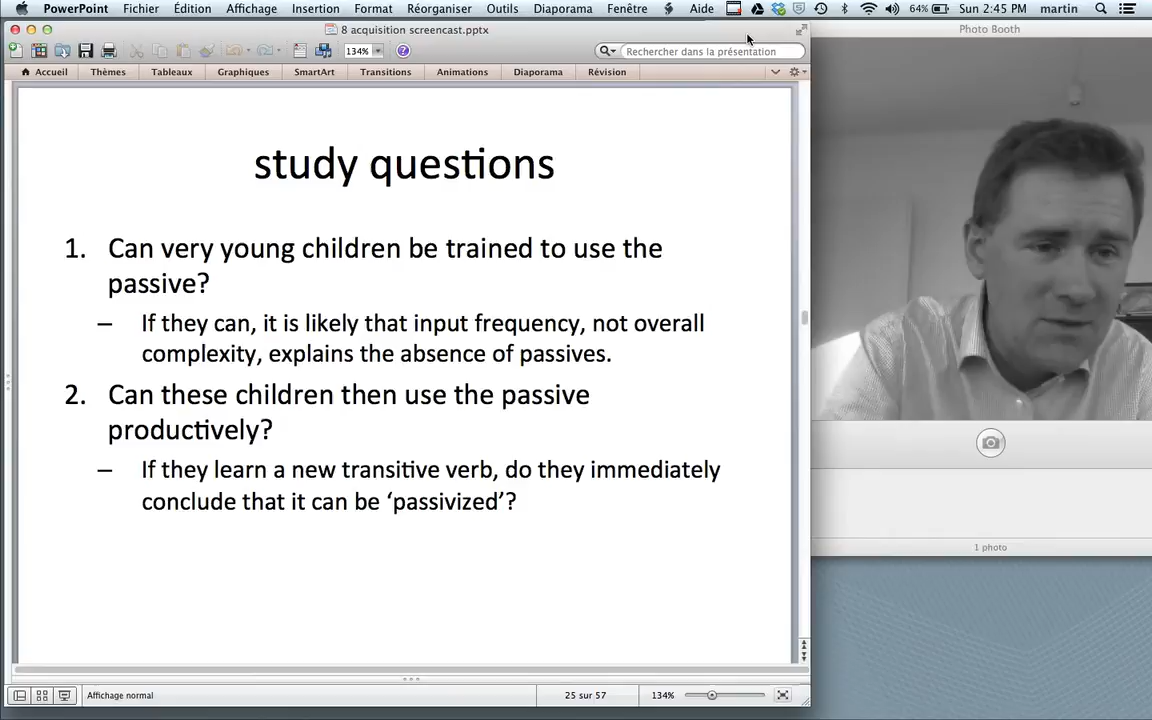 PowerPoint Fichier Édition Affichage Insertion Format Réorganiser Outils Diaporama Fenêtre Aide 64% Sun 2:45 PM martin
8 acquisition screencast.pptx
Photo Booth
134% Rechercher dans la présentation
Accueil Thèmes Tableaux Graphiques SmartArt Transitions Animations Diaporama Révision
study questions
1. Can very young children be trained to use the
passive?
– If they can, it is likely that input frequency, not overall
complexity, explains the absence of passives.
2. Can these children then use the passive
productively?
– If they learn a new transitive verb, do they immediately
conclude that it can be ‘passivized’?
1 photo
Affichage normal 25 sur 57 134%